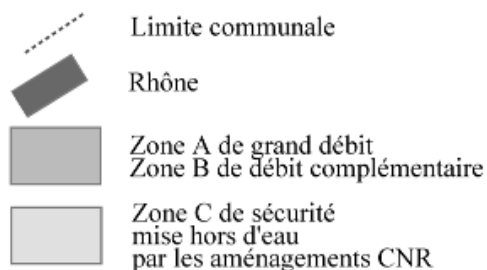 Limite communale
Rhône
Zone A de grand débit
Zone B de débit complémentaire
Zone C de sécurité
mise hors d'eau
par les aménagements CNR